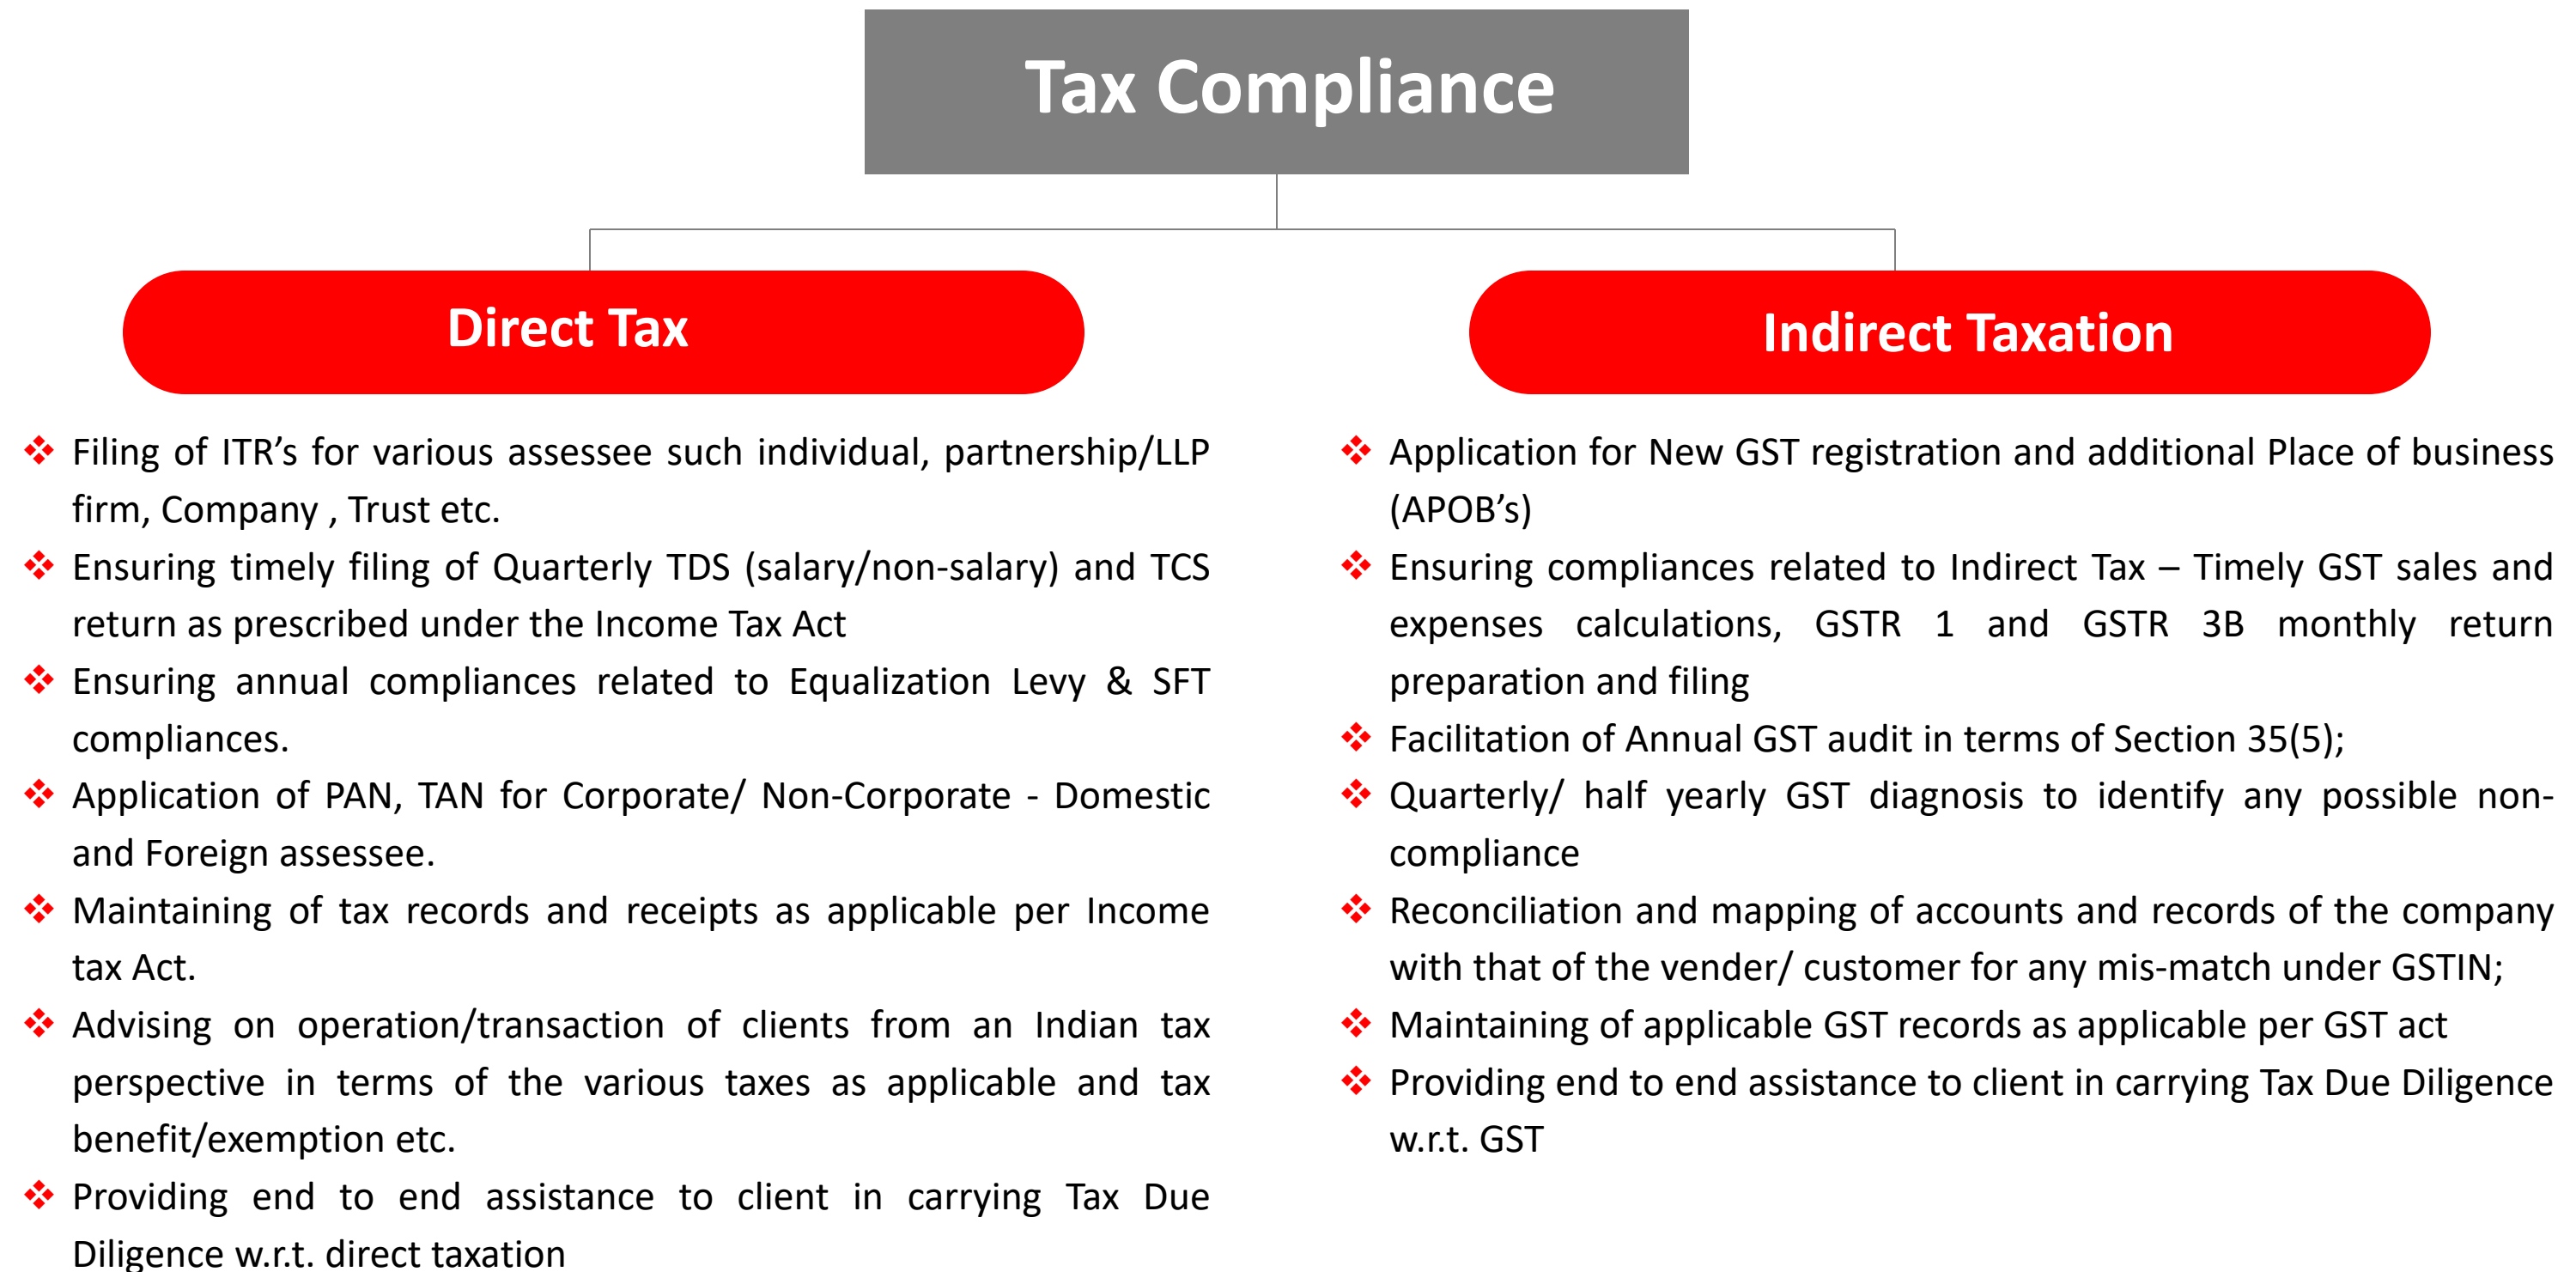 Tax Compliance
Direct Tax
Filing of ITR’s for various assessee such individual, partnership/LLP
firm, Company , Trust etc.
Ensuring timely filing of Quarterly TDS (salary/non-salary) and TCS
return as prescribed under the Income Tax Act
Ensuring annual compliances related to Equalization Levy & SFT
compliances.
Application of PAN, TAN for Corporate/ Non-Corporate - Domestic
and Foreign assessee.
Maintaining of tax records and receipts as applicable per Income
tax Act.
Advising on operation/transaction of clients from an Indian tax
perspective in terms of the various taxes as applicable and tax
benefit/exemption etc.
Providing end to end assistance to client in carrying Tax Due
Diligence w.r.t. direct taxation
Indirect Taxation
Application for New GST registration and additional Place of business
(APOB’s)
Ensuring compliances related to Indirect Tax – Timely GST sales and
expenses calculations, GSTR 1 and GSTR 3B monthly return
preparation and filing
Facilitation of Annual GST audit in terms of Section 35(5);
Quarterly/ half yearly GST diagnosis to identify any possible non-
compliance
Reconciliation and mapping of accounts and records of the company
with that of the vender/ customer for any mis-match under GSTIN;
Maintaining of applicable GST records as applicable per GST act
Providing end to end assistance to client in carrying Tax Due Diligence
w.r.t. GST